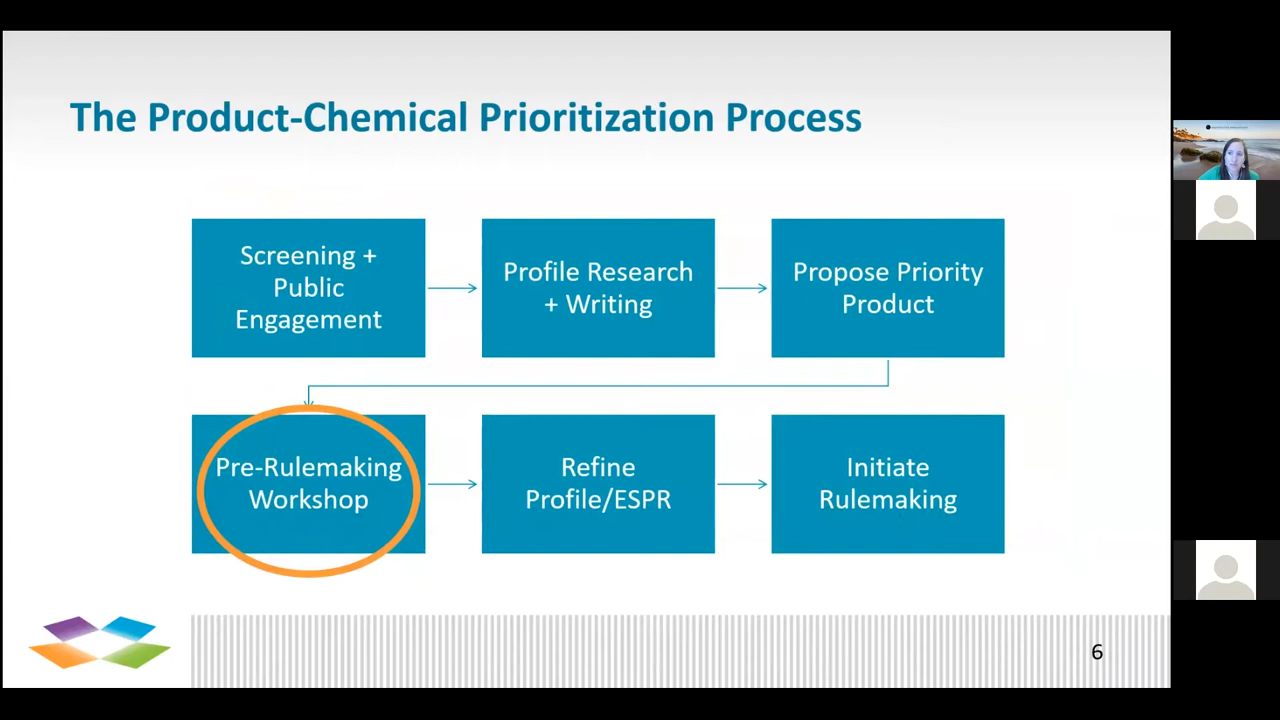 The Product-Chemical Prioritization Process
Screening +
Public
Engagement
Profile Research
+ Writing
Propose Priority
Product
Pre-Rulemaking
Workshop
Refine
Profile/ESPR
Initiate
Rulemaking
6